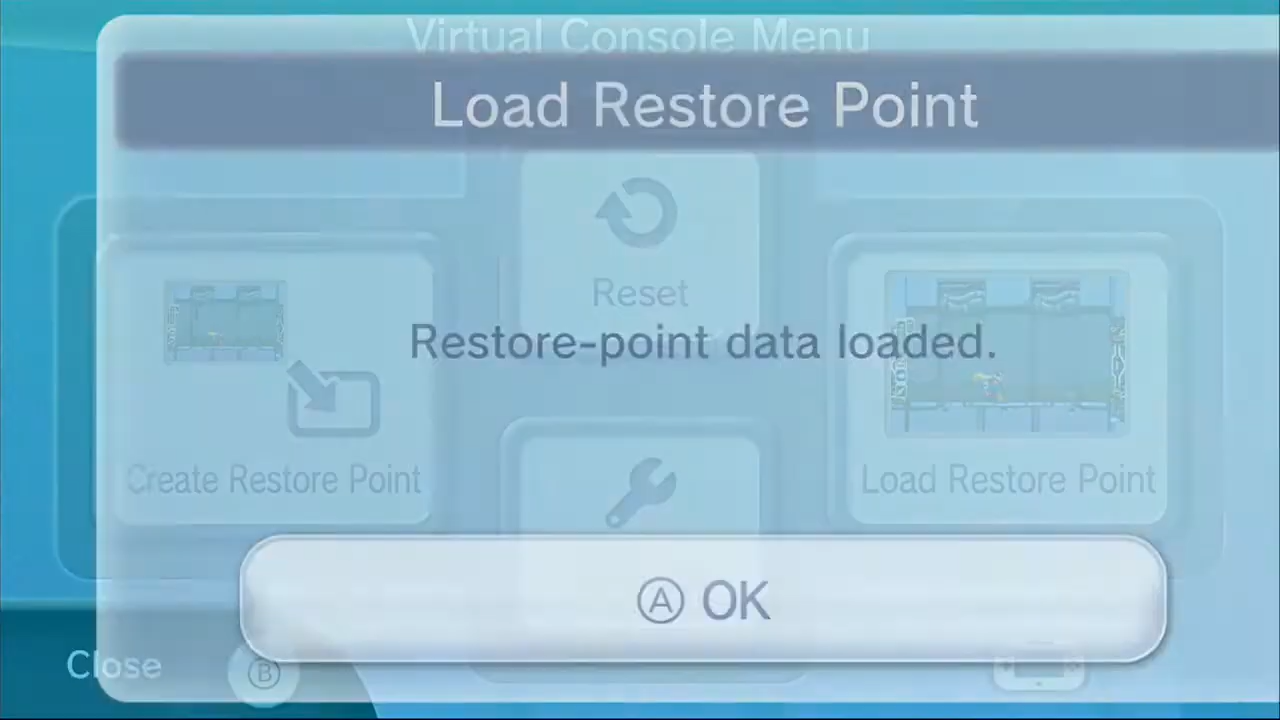 Virtual Console Menu
Load Restore Point
Reset
Restore-point data loaded.
Create Restore Point
Load Restore Point
A OK
Close
B